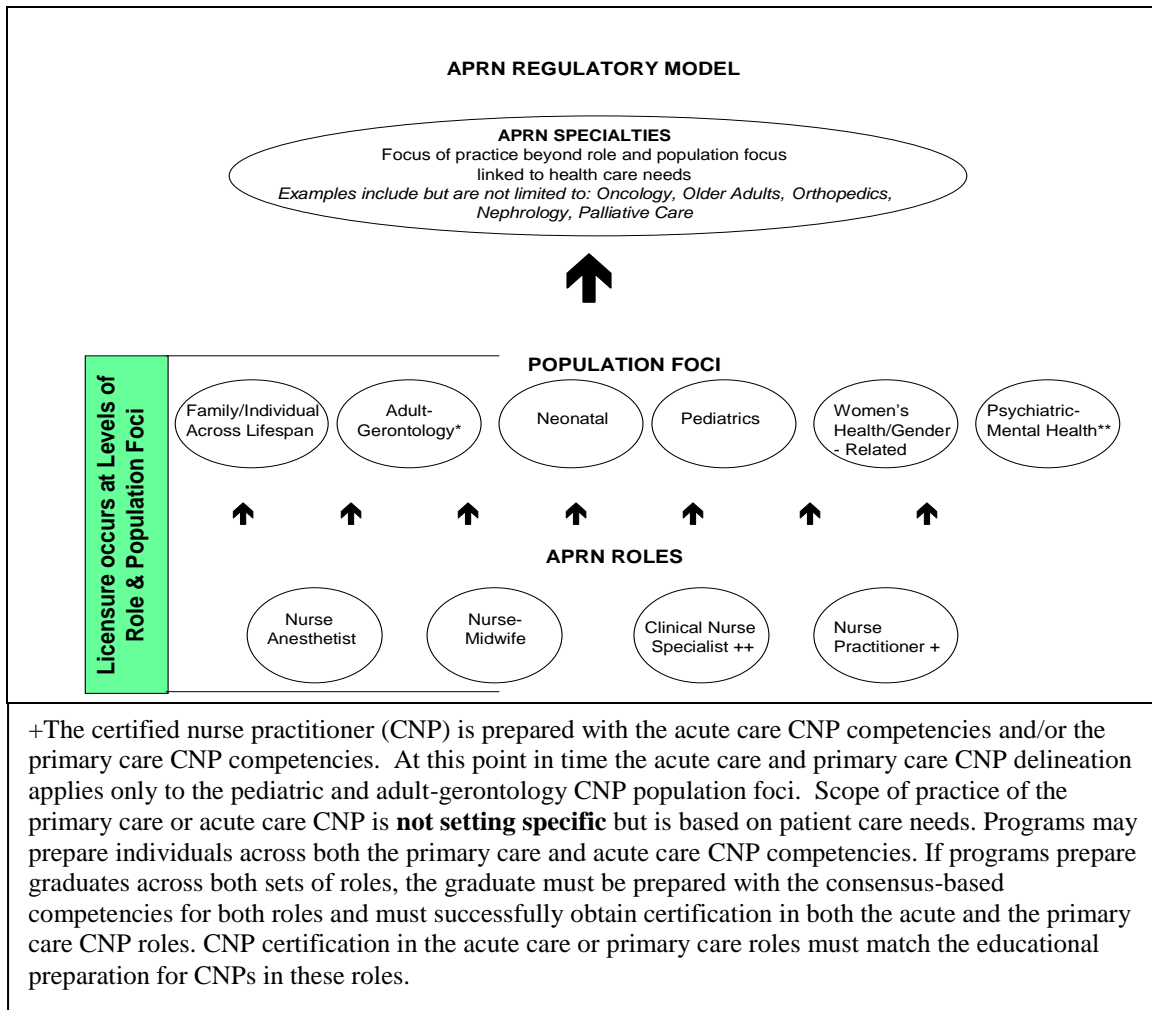 APRN REGULATORY MODEL
APRN SPECIALTIES
Focus of practice beyond role and population focus
linked to health care needs
Examples include but are not limited to: Oncology, Older Adults, Orthopedics,
Nephrology, Palliative Care
Licensure occurs at Levels of
Role & Population Foci
POPULATION FOCI
Family/Individual
Across Lifespan
Adult-
Gerontology*
Neonatal
Pediatrics
Women's
Health/Gender
- Related
Psychiatric-
Mental Health**
APRN ROLES
Nurse
Anesthetist
Nurse-
Midwife
Clinical Nurse
Specialist ++
Nurse
Practitioner +
+The certified nurse practitioner (CNP) is prepared with the acute care CNP competencies and/or the
primary care CNP competencies.  At this point in time the acute care and primary care CNP delineation
applies only to the pediatric and adult-gerontology CNP population foci.  Scope of practice of the
primary care or acute care CNP is not setting specific but is based on patient care needs. Programs may
prepare individuals across both the primary care and acute care CNP competencies. If programs prepare
graduates across both sets of roles, the graduate must be prepared with the consensus-based
competencies for both roles and must successfully obtain certification in both the acute and the primary
care CNP roles. CNP certification in the acute care or primary care roles must match the educational
preparation for CNPs in these roles.